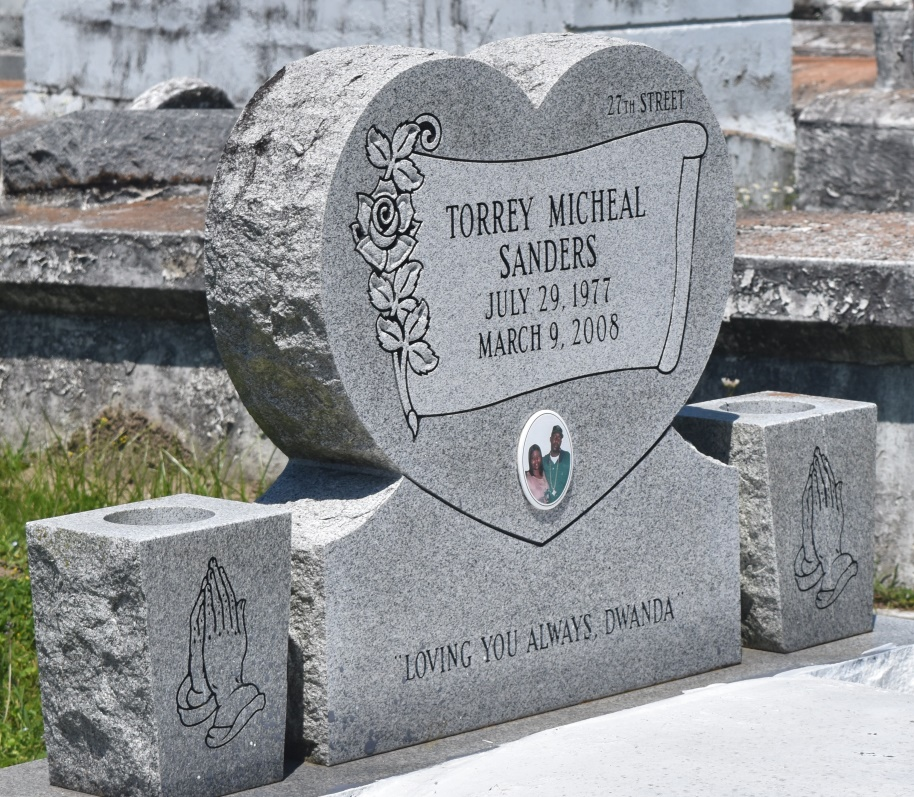 27TH STREET
TORREY MICHEAL
SANDERS
JULY 29, 1977
MARCH 9, 2008
"LOVING YOU ALWAYS, DWANDA"